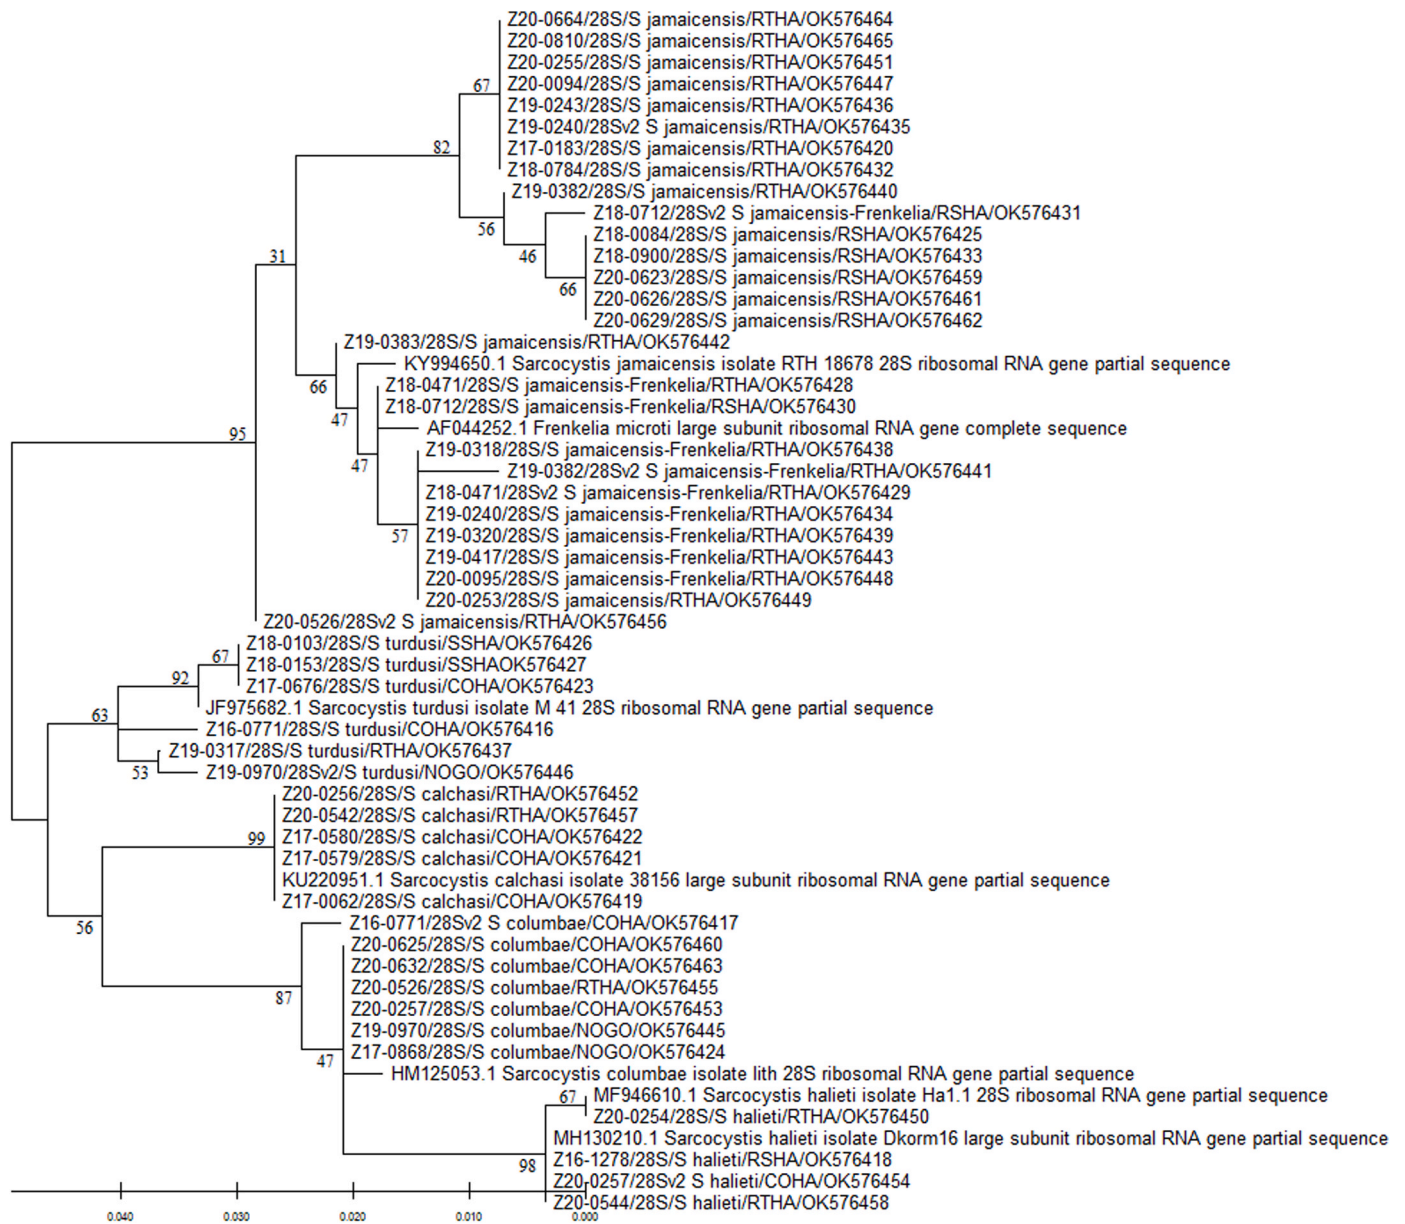 Z20-0664/28S/S jamaicensis/RTHA/OK576464
Z20-0810/28S/S jamaicensis/RTHA/OK576465
Z20-0255/28S/S jamaicensis/RTHA/OK576451
Z20-0094/28S/S jamaicensis/RTHA/OK576447
67
Z19-0243/28S/S jamaicensis/RTHA/OK576436
Z19-0240/28Sv2 S jamaicensis/RTHA/OK576435
82
Z17-0183/28S/S jamaicensis/RTHA/OK576420
Z18-0784/28S/S jamaicensis/RTHA/OK576432
Z19-0382/28S/S jamaicensis/RTHA/OK576440
Z18-0712/28Sv2 S jamaicensis-Frenkelia/RSHA/OK576431
56
Z18-0084/28S/S jamaicensis/RSHA/OK576425
31
46
Z18-0900/28S/S jamaicensis/RSHA/OK576433
Z20-0623/28S/S jamaicensis/RSHA/OK576459
66
Z20-0626/28S/S jamaicensis/RSHA/OK576461
Z20-0629/28S/S jamaicensis/RSHA/OK576462
Z19-0383/28S/S jamaicensis/RTHA/OK576442
KY994650.1 Sarcocystis jamaicensis isolate RTH 18678 28S ribosomal RNA gene partial sequence
66
Z18-0471/28S/S jamaicensis-Frenkelia/RTHA/OK576428
Z18-0712/28S/S jamaicensis-Frenkelia/RSHA/OK576430
47
AF044252.1 Frenkelia microti large subunit ribosomal RNA gene complete sequence
95
Z19-0318/28S/S jamaicensis-Frenkelia/RTHA/OK576438
47
Z19-0382/28Sv2 S jamaicensis-Frenkelia/RTHA/OK576441
Z18-0471/28Sv2 S jamaicensis-Frenkelia/RTHA/OK576429
Z19-0240/28S/S jamaicensis-Frenkelia/RTHA/OK576434
57
Z19-0320/28S/S jamaicensis-Frenkelia/RTHA/OK576439
Z19-0417/28S/S jamaicensis-Frenkelia/RTHA/OK576443
Z20-0095/28S/S jamaicensis-Frenkelia/RTHA/OK576448
Z20-0253/28S/S jamaicensis/RTHA/OK576449
Z20-0526/28Sv2 S jamaicensis/RTHA/OK576456
Z18-0103/28S/S turdusi/SSHA/OK576426
67
Z18-0153/28S/S turdusi/SSHAOK576427
92
Z17-0676/28S/S turdusi/COHA/OK576423
JF975682.1 Sarcocystis turdusi isolate M 41 28S ribosomal RNA gene partial sequence
63
Z16-0771/28S/S turdusi/COHA/OK576416
Z19-0317/28S/S turdusi/RTHA/OK576437
53
Z19-0970/28Sv2/S turdusi/NOGO/OK576446
Z20-0256/28S/S calchasi/RTHA/OK576452
Z20-0542/28S/S calchasi/RTHA/OK576457
99
Z17-0580/28S/S calchasi/COHA/OK576422
Z17-0579/28S/S calchasi/COHA/OK576421
KU220951.1 Sarcocystis calchasi isolate 38156 large subunit ribosomal RNA gene partial sequence
Z17-0062/28S/S calchasi/COHA/OK576419
56
Z16-0771/28Sv2 S columbae/COHA/OK576417
Z20-0625/28S/S columbae/COHA/OK576460
Z20-0632/28S/S columbae/COHA/OK576463
Z20-0526/28S/S columbae/RTHA/OK576455
87
Z20-0257/28S/S columbae/COHA/OK576453
Z19-0970/28S/S columbae/NOGO/OK576445
Z17-0868/28S/S columbae/NOGO/OK576424
47
HM125053.1 Sarcocystis columbae isolate lith 28S ribosomal RNA gene partial sequence
67
MF946610.1 Sarcocystis halieti isolate Ha1.1 28S ribosomal RNA gene partial sequence
Z20-0254/28S/S halieti/RTHA/OK576450
MH130210.1 Sarcocystis halieti isolate Dkorm16 large subunit ribosomal RNA gene partial sequence
98
Z16-1278/28S/S halieti/RSHA/OK576418
Z20-0257/28Sv2 S halieti/COHA/OK576454
Z20-0544/28S/S halieti/RTHA/OK576458
0.040 0.030 0.020 0.010 0.000